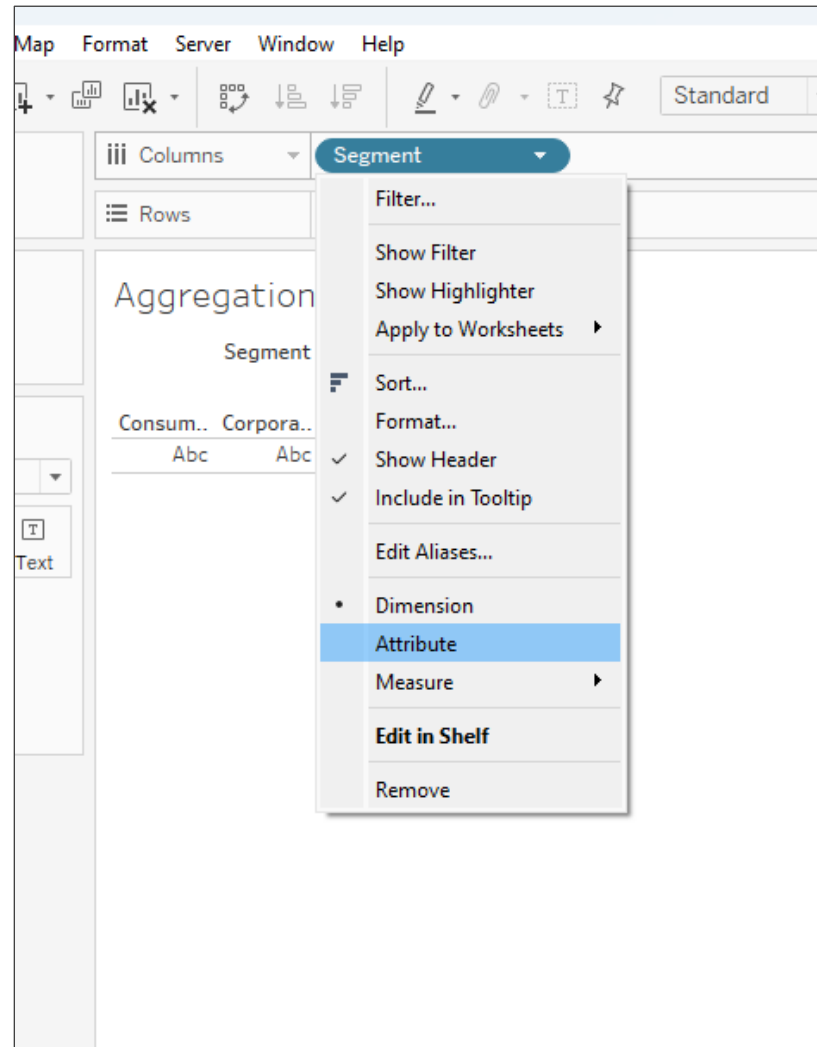 Map Format Server Window Help
Standard
Columns Segment
Rows
Filter...
Show Filter
Show Highlighter
Apply to Worksheets
Sort...
Format...
Show Header
Include in Tooltip
Edit Aliases...
Dimension
Attribute
Measure
Edit in Shelf
Remove
Aggregation
Segment
Consum.. Corpora..
Abc Abc
T
Text
T